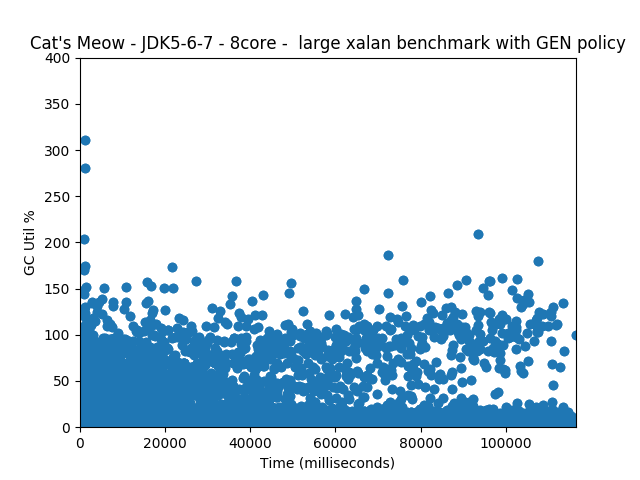 Cat's Meow - JDK5-6-7 - 8core -  large xalan benchmark with GEN policy
400
350
300
250
200
150
100
50
0
GC Util %
0 20000 40000 60000 80000 100000
Time (milliseconds)